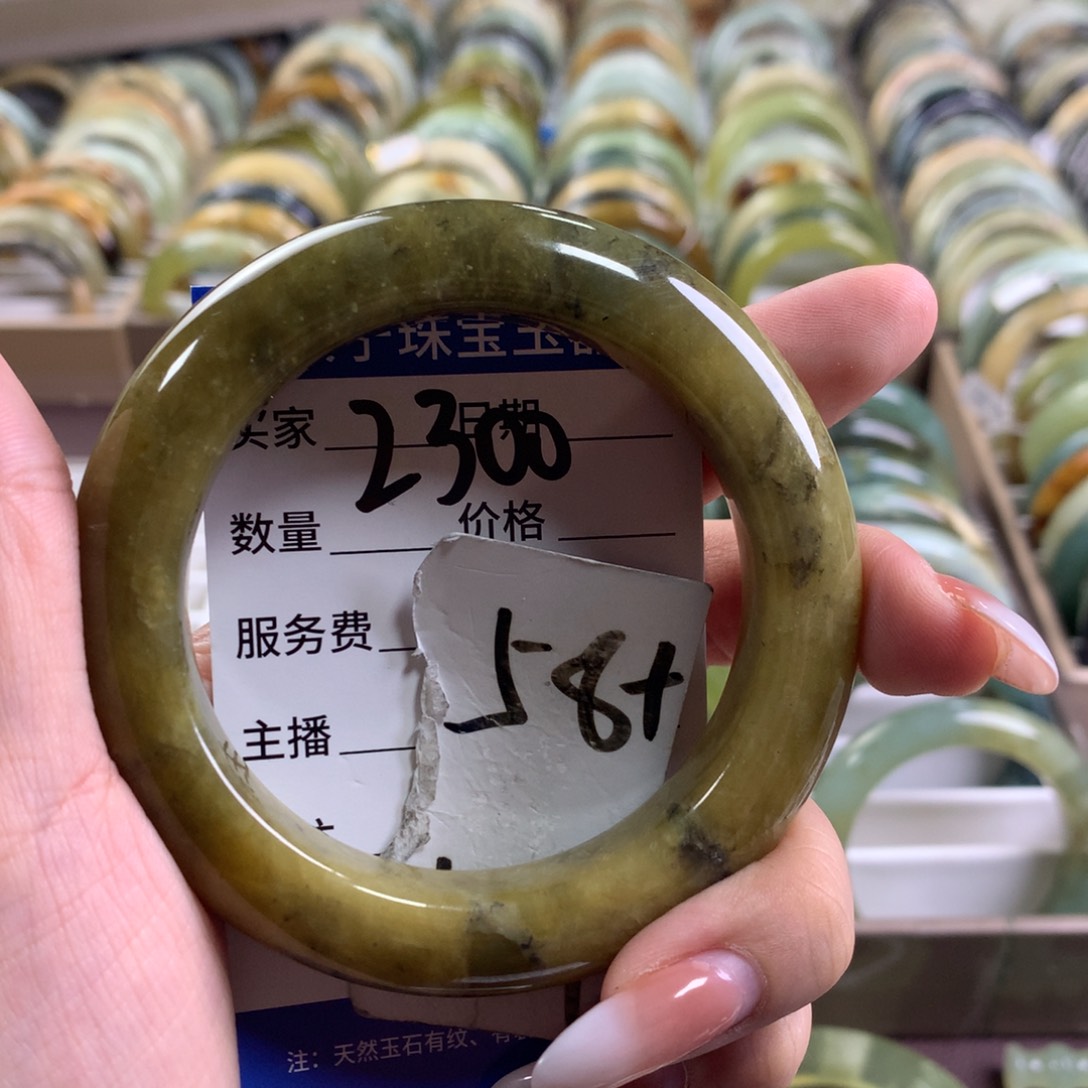 珠宝玉
买家 2300 日期
数量 价格
服务费
58+
主播
注：天然玉石有纹、